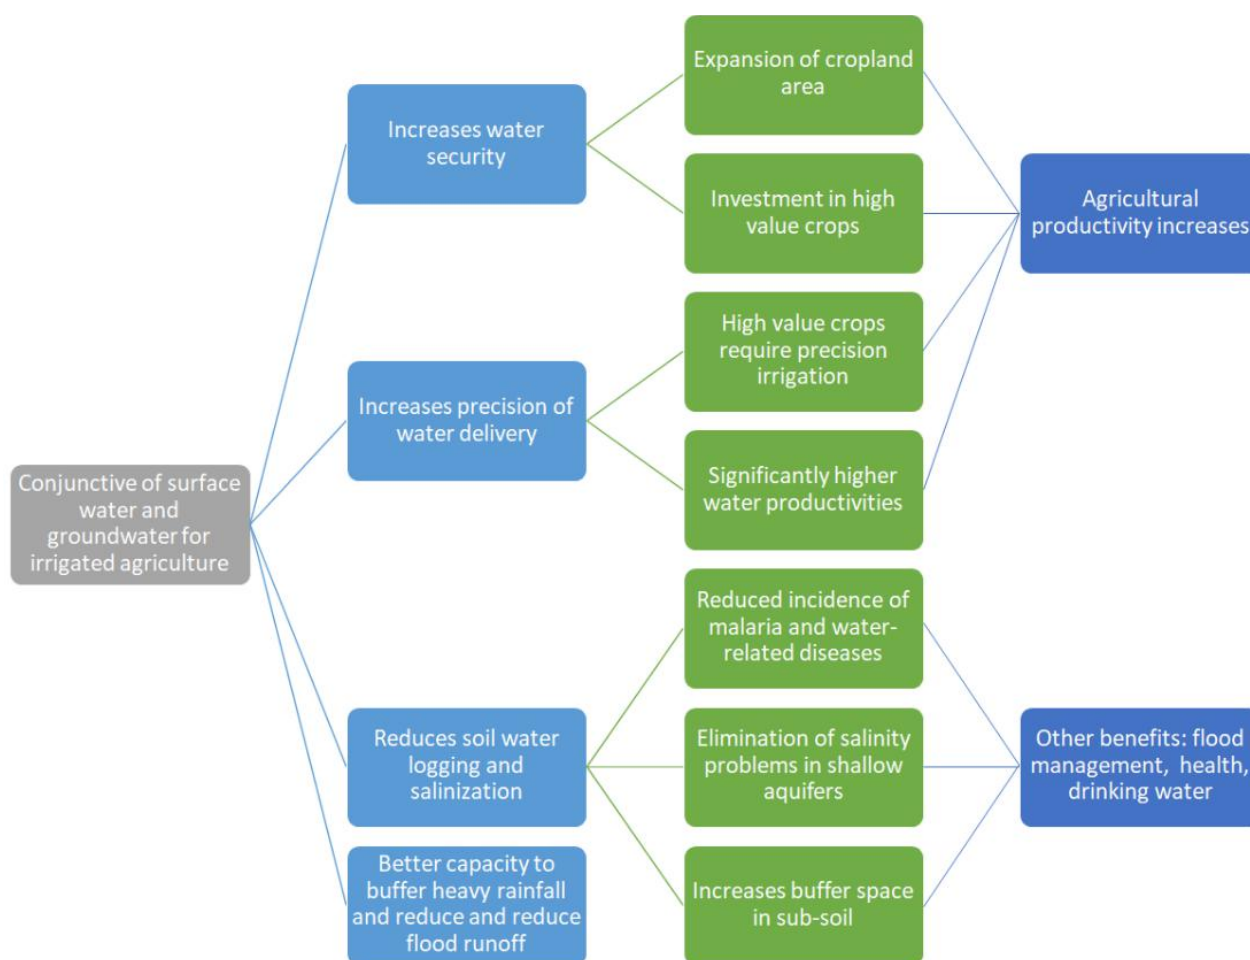 Conjunctive of surface
water and
groundwater for
irrigated agriculture
Increases water
security
Increases precision of
water delivery
Reduces soil water
logging and
salinization
Better capacity to
buffer heavy rainfall
and reduce and reduce
flood runoff
Expansion of cropland
area
Investment in high
value crops
High value crops
require precision
irrigation
Significantly higher
water productivities
Reduced incidence of
malaria and water-
related diseases
Elimination of salinity
problems in shallow
aquifers
Increases buffer space
in sub-soil
Agricultural
productivity increases
Other benefits: flood
management, health,
drinking water